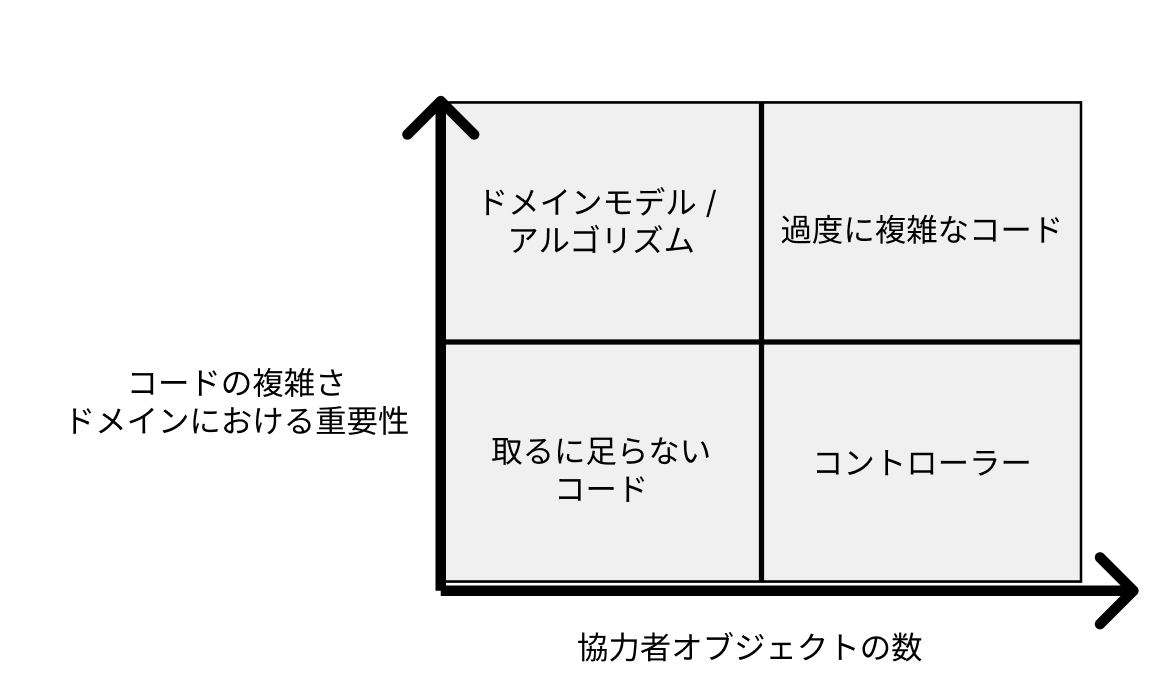 ドメインモデル /
アルゴリズム
過度に複雑なコード
コードの複雑さ
ドメインにおける重要性
取るに足らない
コード
コントローラー
協力者オブジェクトの数